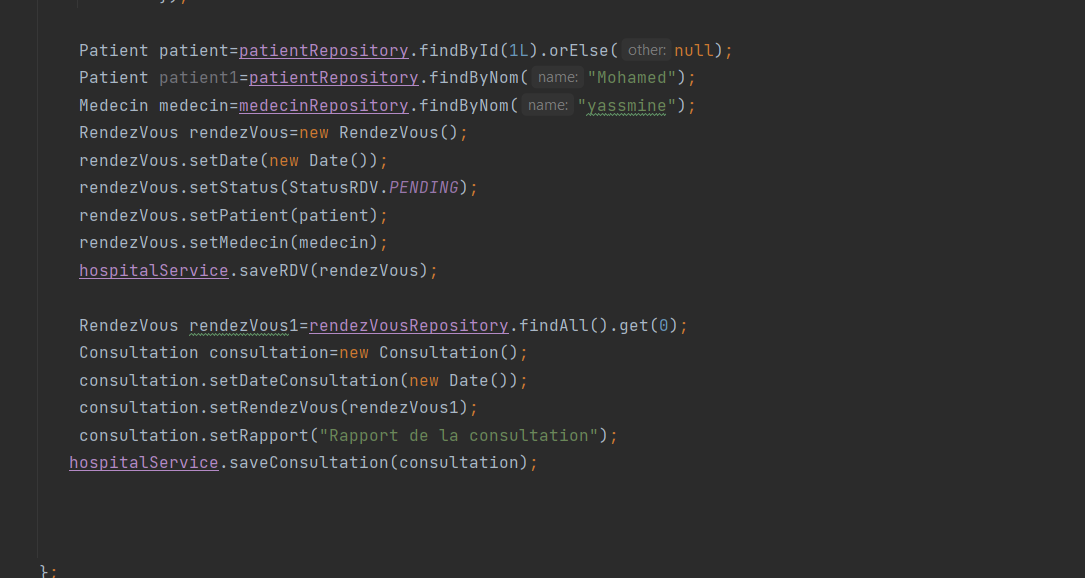 });
Patient patient=patientRepository.findById(1L).orElse( other: null);
Patient patient1=patientRepository.findByNom( name: "Mohamed");
Medecin medecin=medecinRepository.findByNom( name: "yassmine");
RendezVous rendezVous=new RendezVous();
rendezVous.setDate(new Date());
rendezVous.setStatus(StatusRDV.PENDING);
rendezVous.setPatient(patient);
rendezVous.setMedecin(medecin);
hospitalService.saveRDV(rendezVous);
RendezVous rendezVous1=rendezVousRepository.findAll().get(0);
Consultation consultation=new Consultation();
consultation.setDateConsultation(new Date());
consultation.setRendezVous(rendezVous1);
consultation.setRapport("Rapport de la consultation");
hospitalService.saveConsultation(consultation);
};